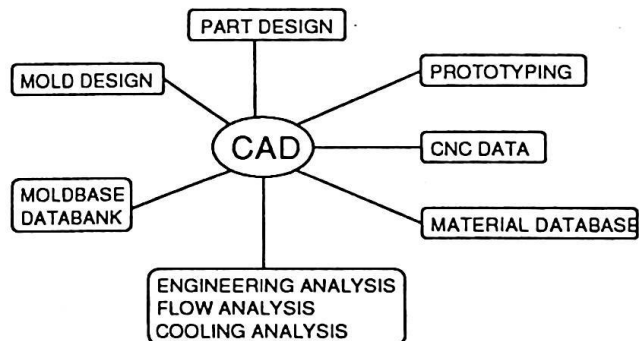 PART DESIGN
MOLD DESIGN
PROTOTYPING
CAD
CNC DATA
MOLDBASE
DATABANK
MATERIAL DATABASE
ENGINEERING ANALYSIS
FLOW ANALYSIS
COOLING ANALYSIS